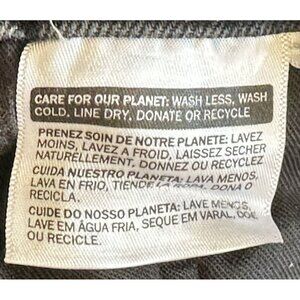 CARE FOR OUR PLANET: WASH LESS, WASH
COLD, LINE DRY, DONATE OR RECYCLE
PRENEZ SOIN DE NOTRE PLANETE: LAVEZ
MOINS, LAVEZ A FROID, LAISSEZ SECHER
NATURELLEMENT. DONNEZ OU RECYCLEZ
CUIDA NUESTRO PLANETA: LAVA MENOS,
LAVA EN FRIO, TIENDE LA ROPA, DONA O
RECICLA.
CUIDE DO NOSSO PLANETA: LAVE MENOS,
LAVE EM ÁGUA FRIA, SEQUE EM VARAL, DOE
OU RECICLE.